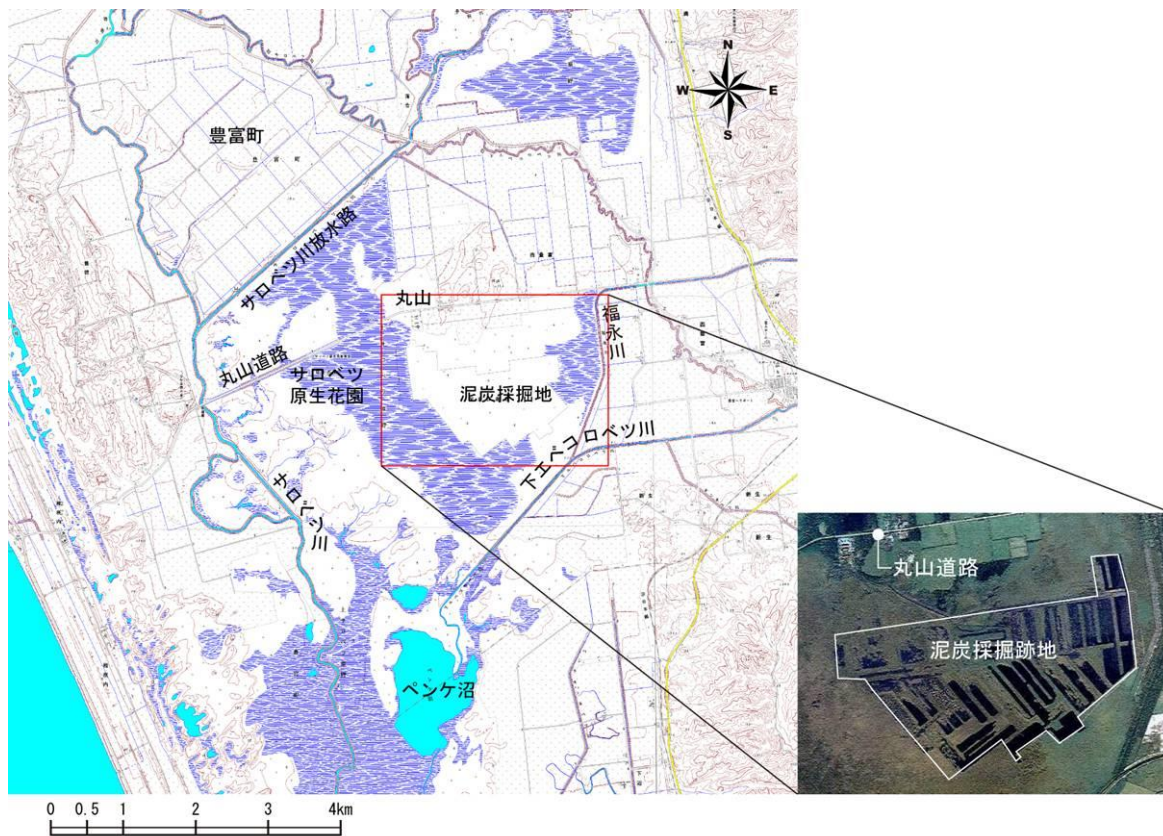 N
W E
S
豊富町
サロベツ川放水路
丸山
福永川
丸山道路
サロベツ
原生花園
泥炭採掘地
下エベコロベツ川
サロベツ川
ペンケ沼
丸山道路
泥炭採掘跡地
0 0.5 1 2 3 4km